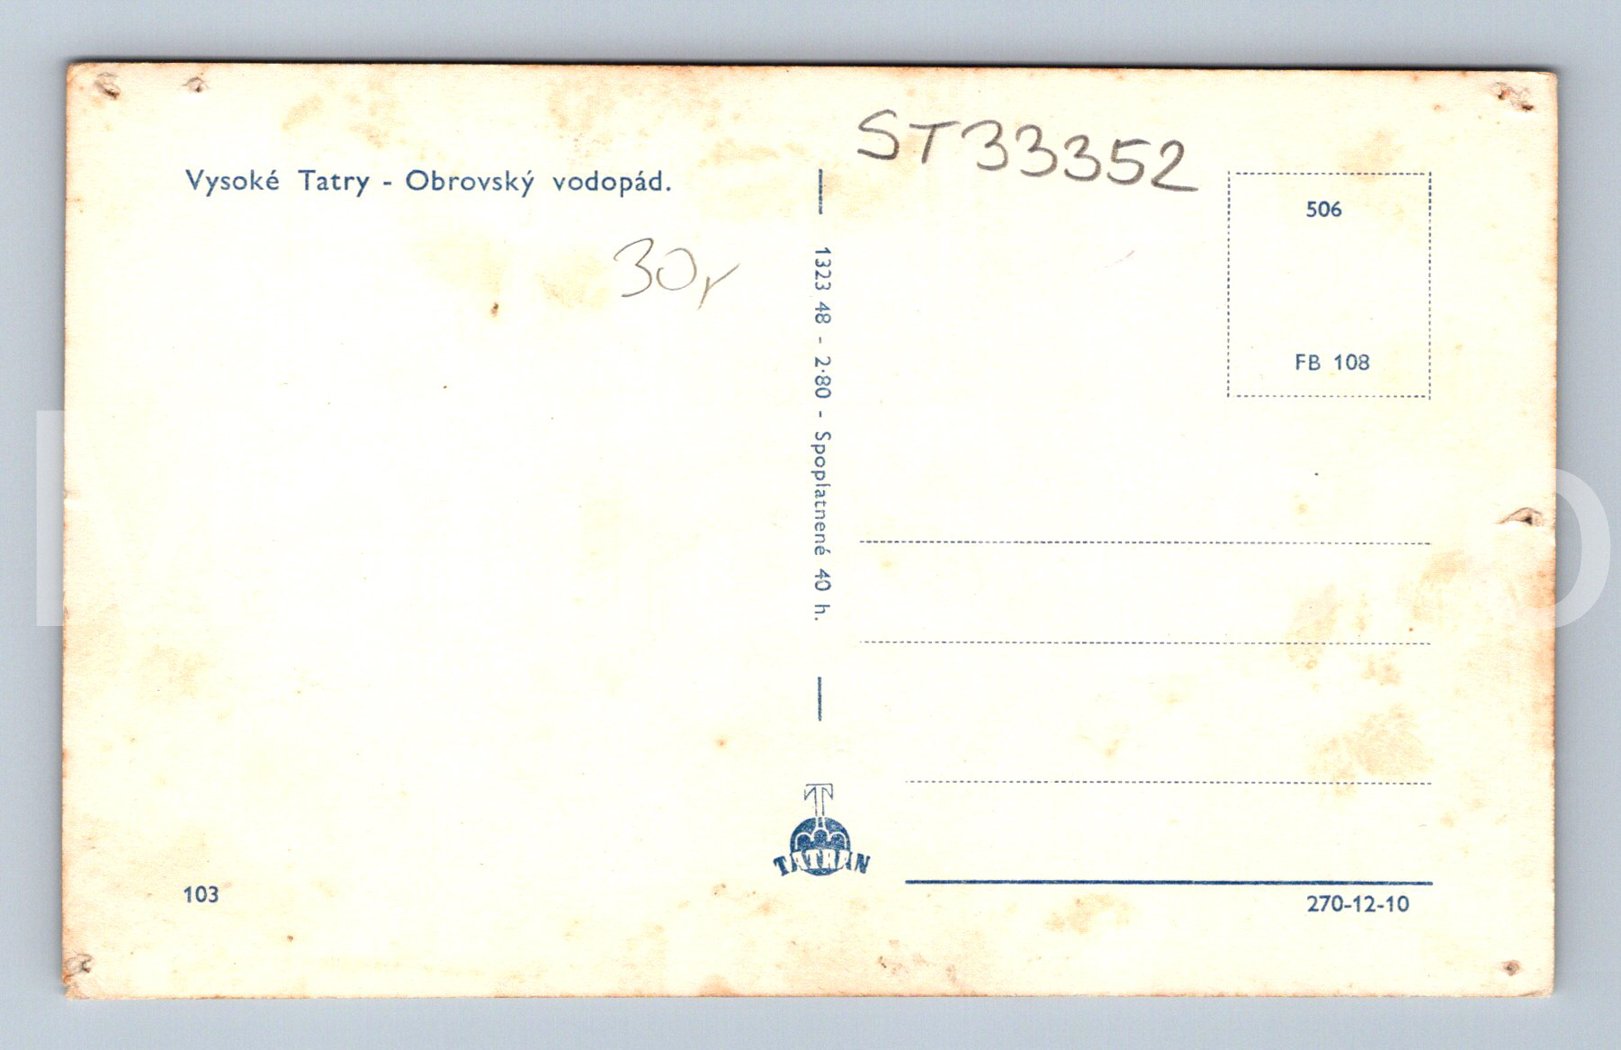 ST33352
Vysoké Tatry - Obrovský vodopád.
506
30
FB 108
1323 48 - 2·80 - Spoplatnené 40 h.
TATRAN
103
270-12-10